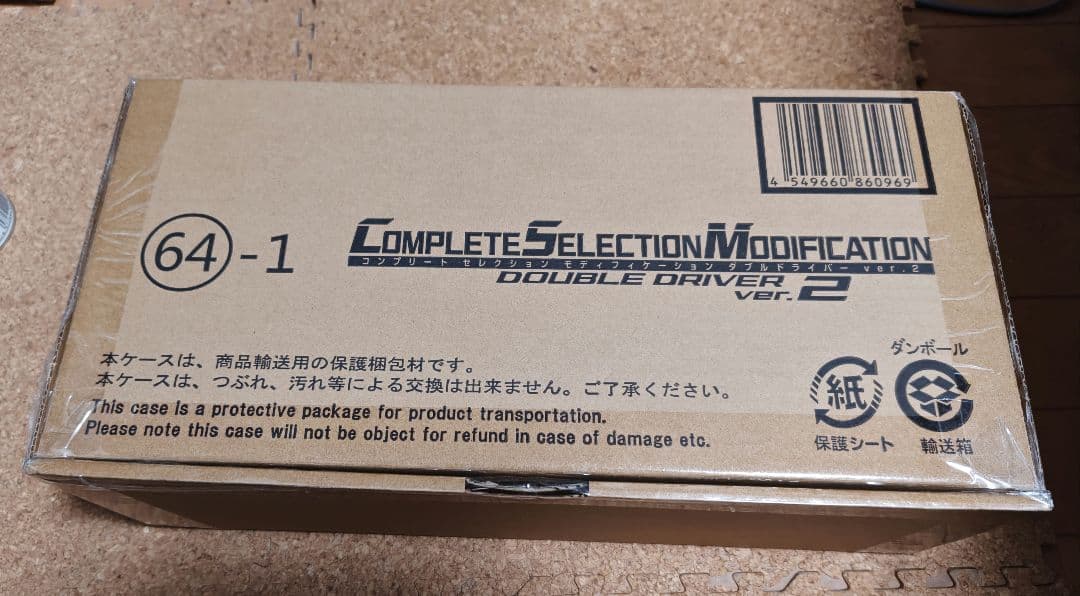 4 549660 860969
64-1
COMPLETE SELECTION MODIFICATION
コンプリート セレクション モディフィケーション ダブルドライバー ver.2
DOUBLE DRIVER
ver.2
本ケースは、商品輸送用の保護梱包材です。
本ケースは、つぶれ、汚れ等による交換は出来ません。ご了承ください。
This case is a protective package for product transportation.
Please note this case will not be object for refund in case of damage etc.
紙
保護シート
ダンボール
輸送箱